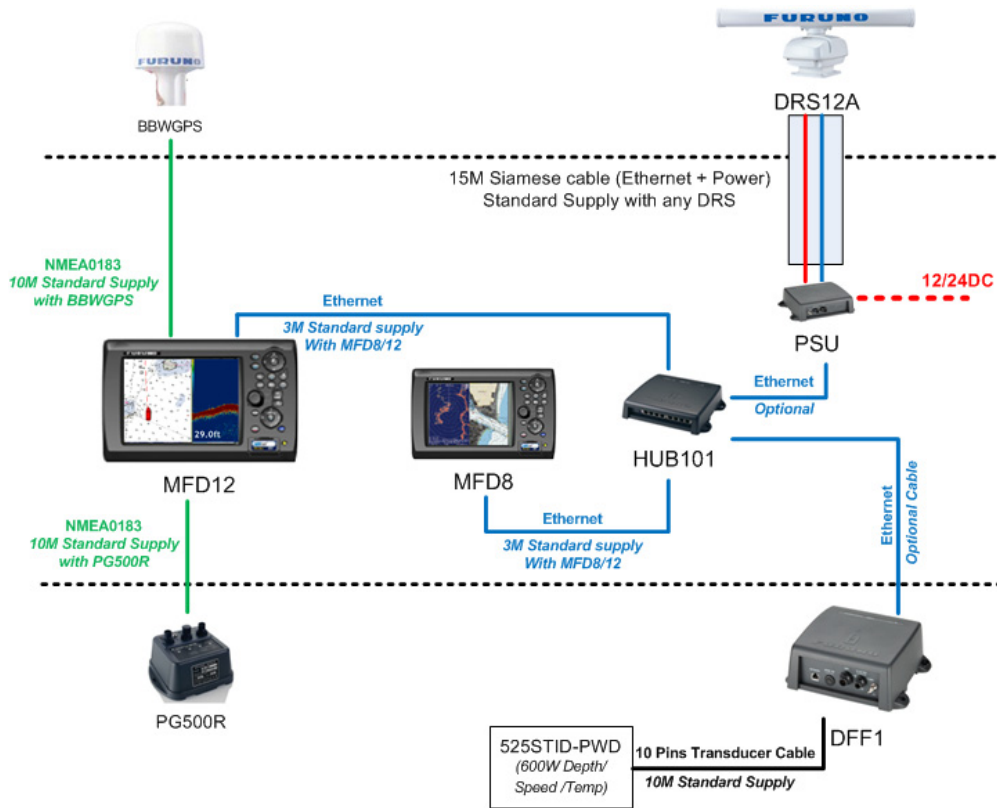 FURUNO
FURUNO
BBWGPS
DRS12A
15M Siamese cable (Ethernet + Power)
Standard Supply with any DRS
NMEA0183
10M Standard Supply
with BBWGPS
12/24DC
Ethernet
3M Standard supply
With MFD8/12
PSU
Ethernet
Optional
29.0ft
MFD12
MFD8
HUB101
NMEA0183
10M Standard Supply
with PG500R
Ethernet
3M Standard supply
With MFD8/12
Ethernet
Optional Cable
PG500R
DFF1
525STID-PWD
(600W Depth/
Speed /Temp)
10 Pins Transducer Cable
10M Standard Supply